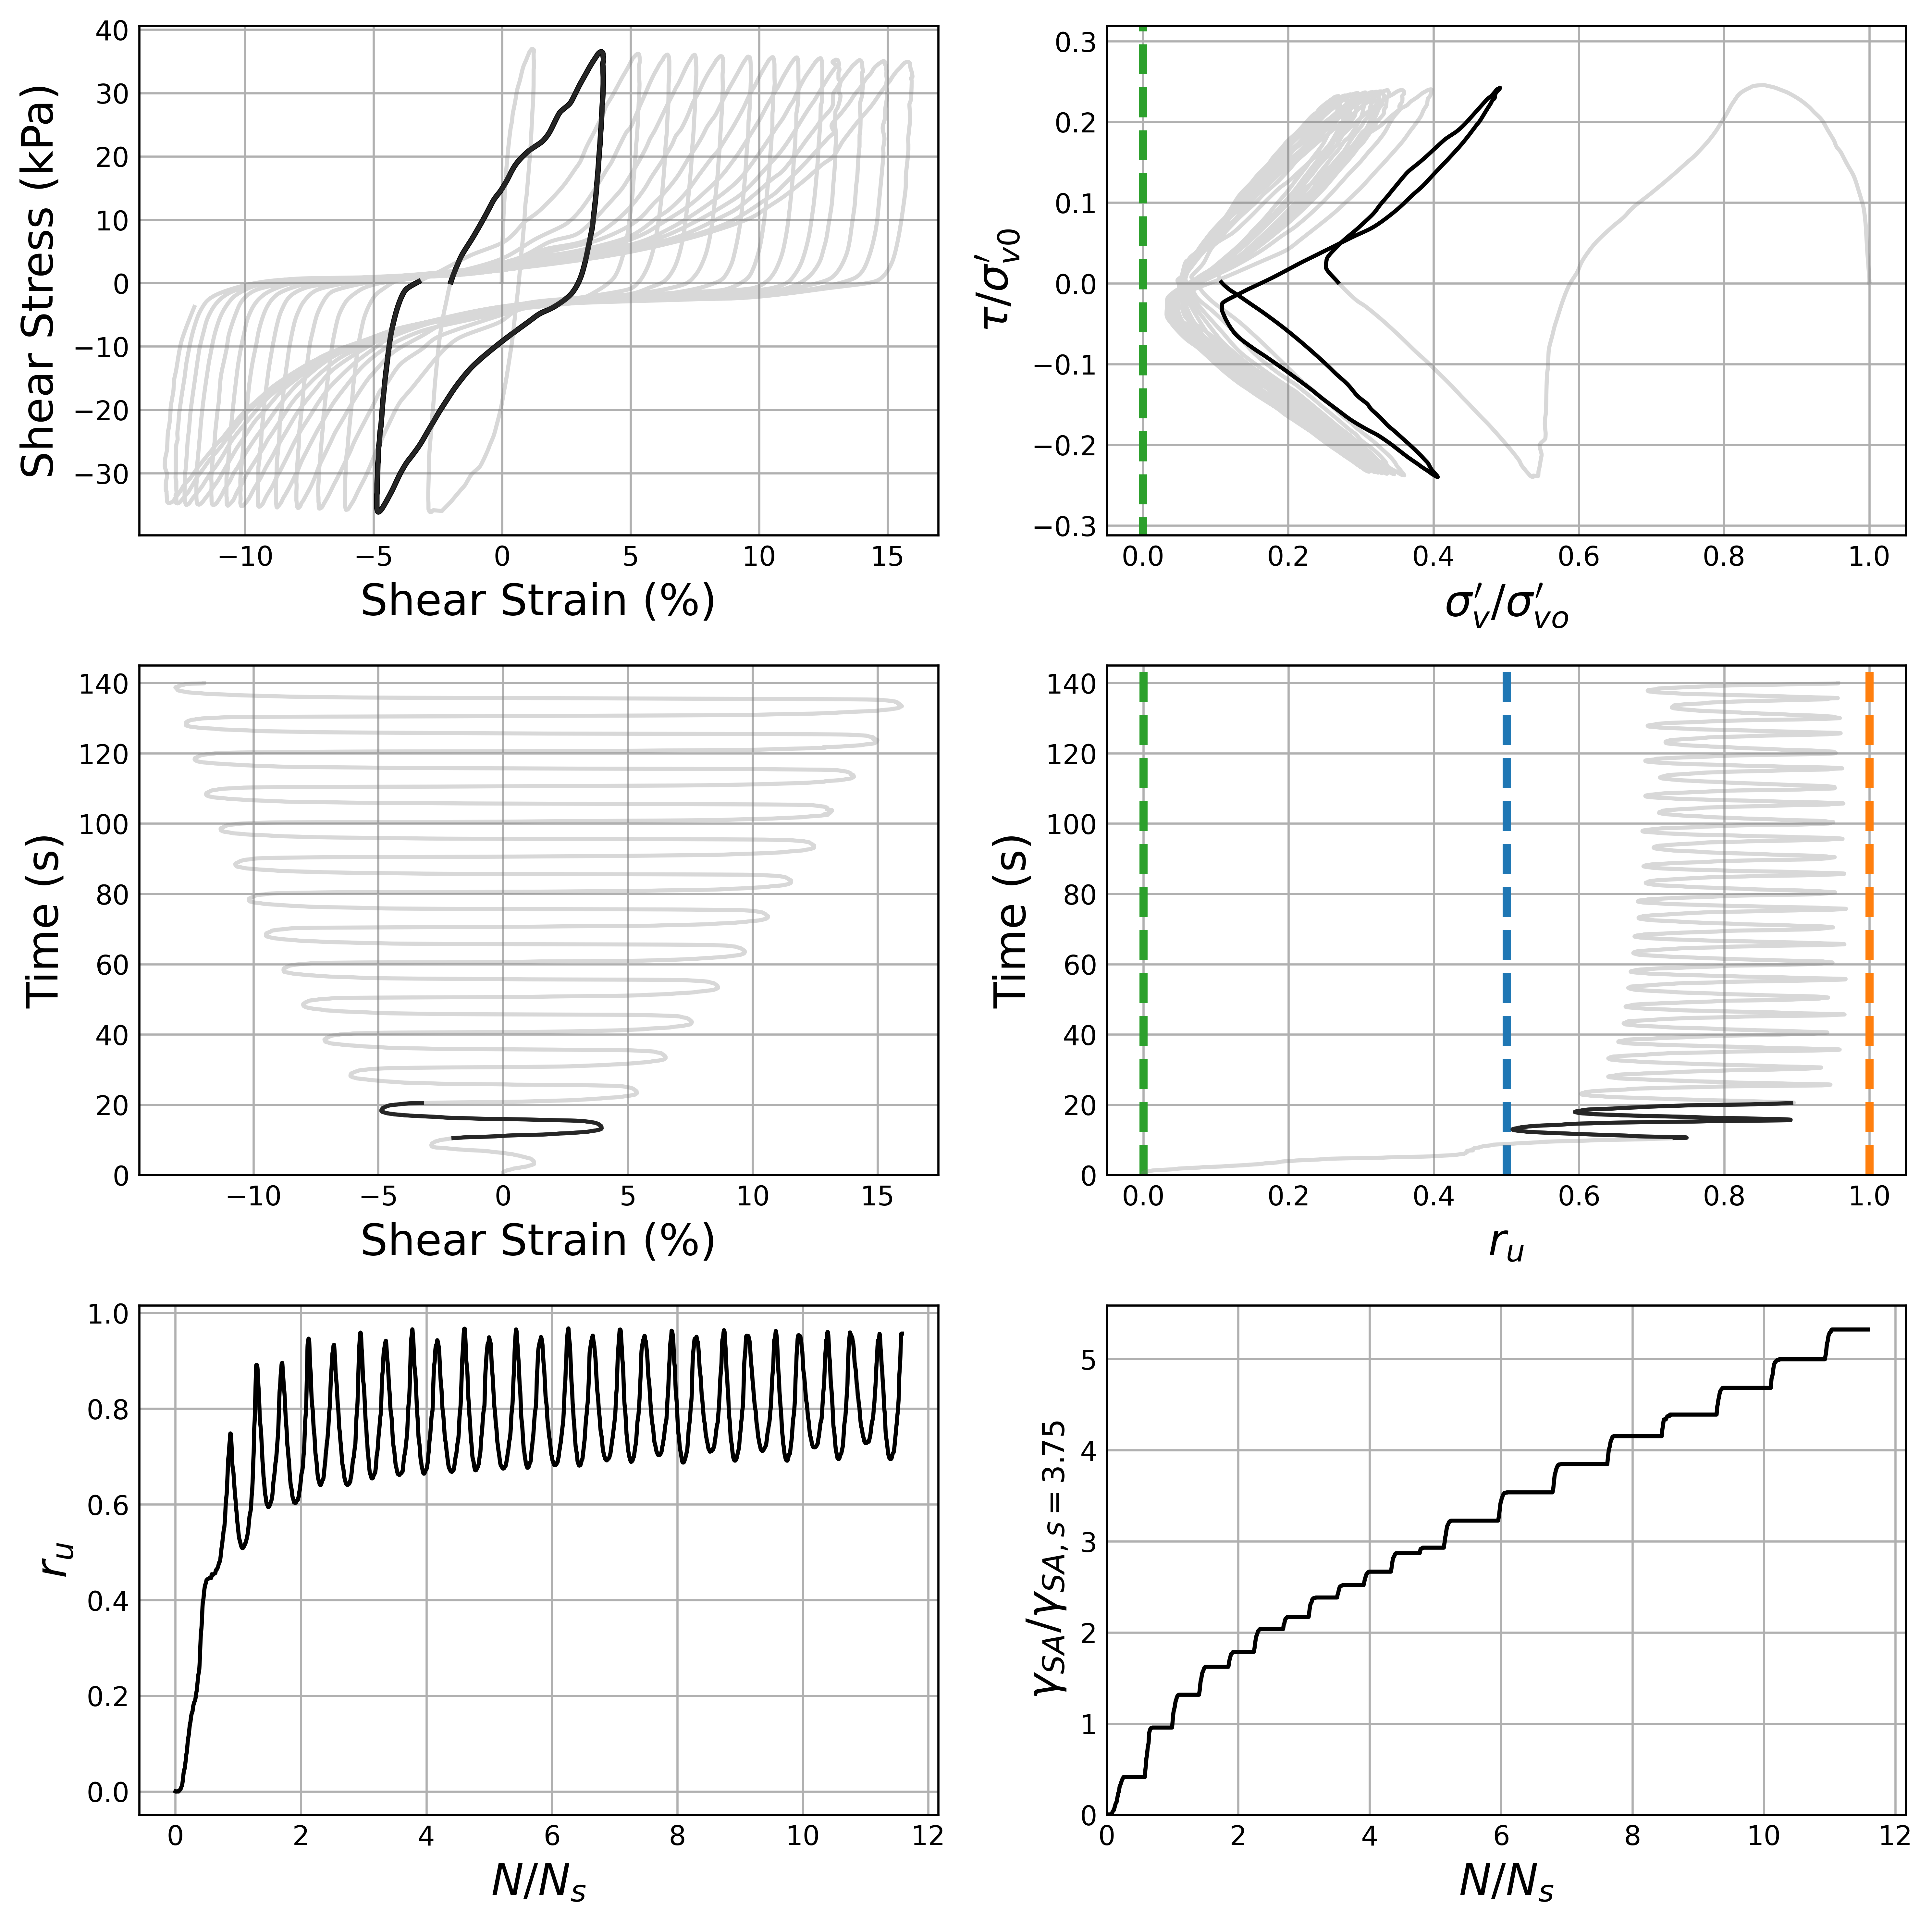 40
30
20
10
0
−10
−20
−30
Shear Stress (kPa)
−10 −5 0 5 10 15
Shear Strain (%)
0.3
0.2
0.1
0.0
−0.1
−0.2
−0.3
τ/σ′v0
0.0 0.2 0.4 0.6 0.8 1.0
σ′v/σ′vo
140
120
100
80
60
40
20
0
Time (s)
−10 −5 0 5 10 15
Shear Strain (%)
140
120
100
80
60
40
20
0
Time (s)
0.0 0.2 0.4 0.6 0.8 1.0
ru
1.0
0.8
0.6
0.4
0.2
0.0
ru
0 2 4 6 8 10 12
N/Ns
5
4
3
2
1
0
γSA/γSA, s = 3.75
0 2 4 6 8 10 12
N/Ns